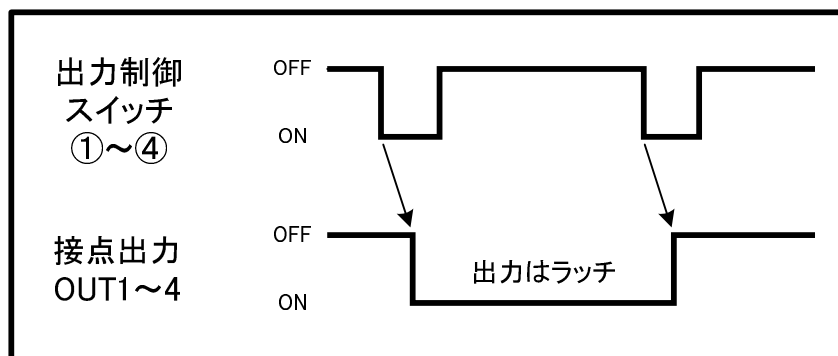 出力制御
スイッチ
①～④
OFF
ON
接点出力
OUT1～4
OFF
ON
出力はラッチ